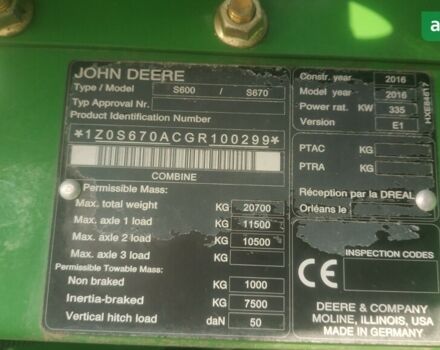 JOHN DEERE
Type / Model S600 / S670
Typ Approval Nr.
Product Identification Number
*1Z0S670ACGR100299*
COMBINE
Permissible Mass:
Max. total weight KG 20700
Max. axle 1 load KG 11500
Max. axle 2 load KG 10500
Max. axle 3 load KG
Permissible Towable Mass:
Non braked KG 1000
Inertia-braked KG 7500
Vertical hitch load daN 50
Constr. year 2016
Model year 2016
Power rat. KW 335
Version E1
HXE84617
PTAC KG
PTRA KG
Réception par la DREAL
Orléans le
INSPECTION CODES
CE
DEERE & COMPANY
MOLINE, ILLINOIS, USA
MADE IN GERMANY
a